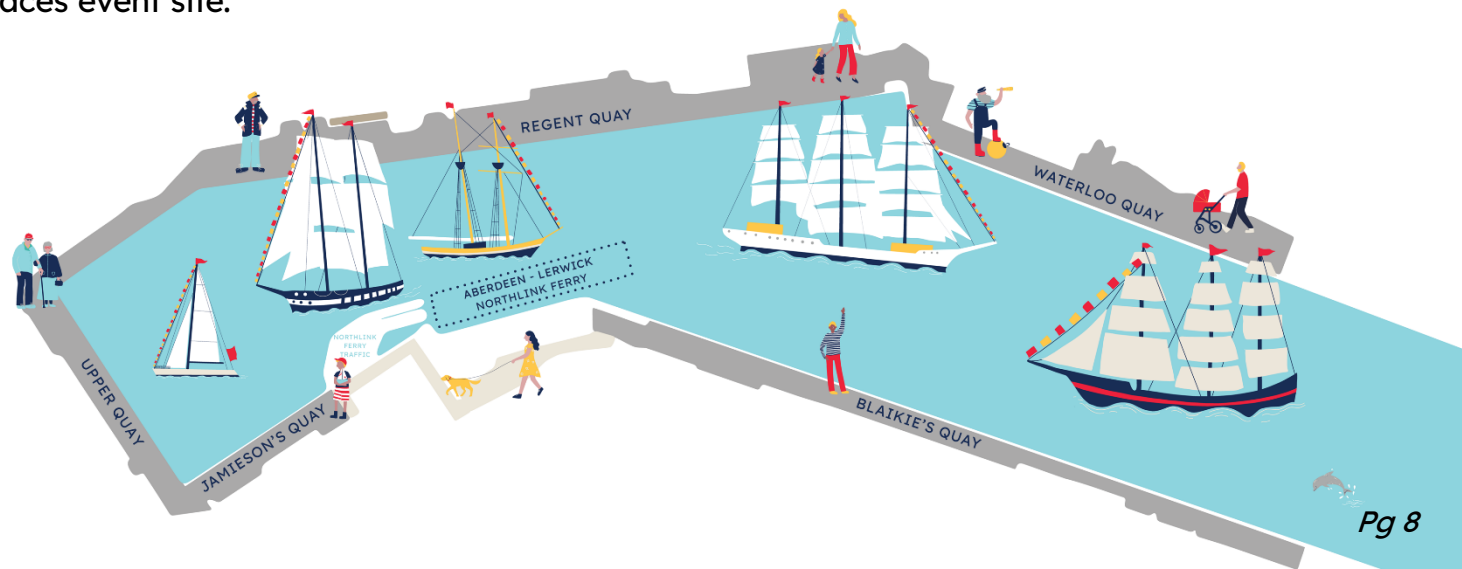 aces event site.
REGENT QUAY
WATERLOO QUAY
ABERDEEN - LERWICK
NORTHLINK FERRY
NORTHLINK
FERRY
TRAFFIC
UPPER QUAY
JAMIESON'S QUAY
BLAIKIE'S QUAY
Pg 8